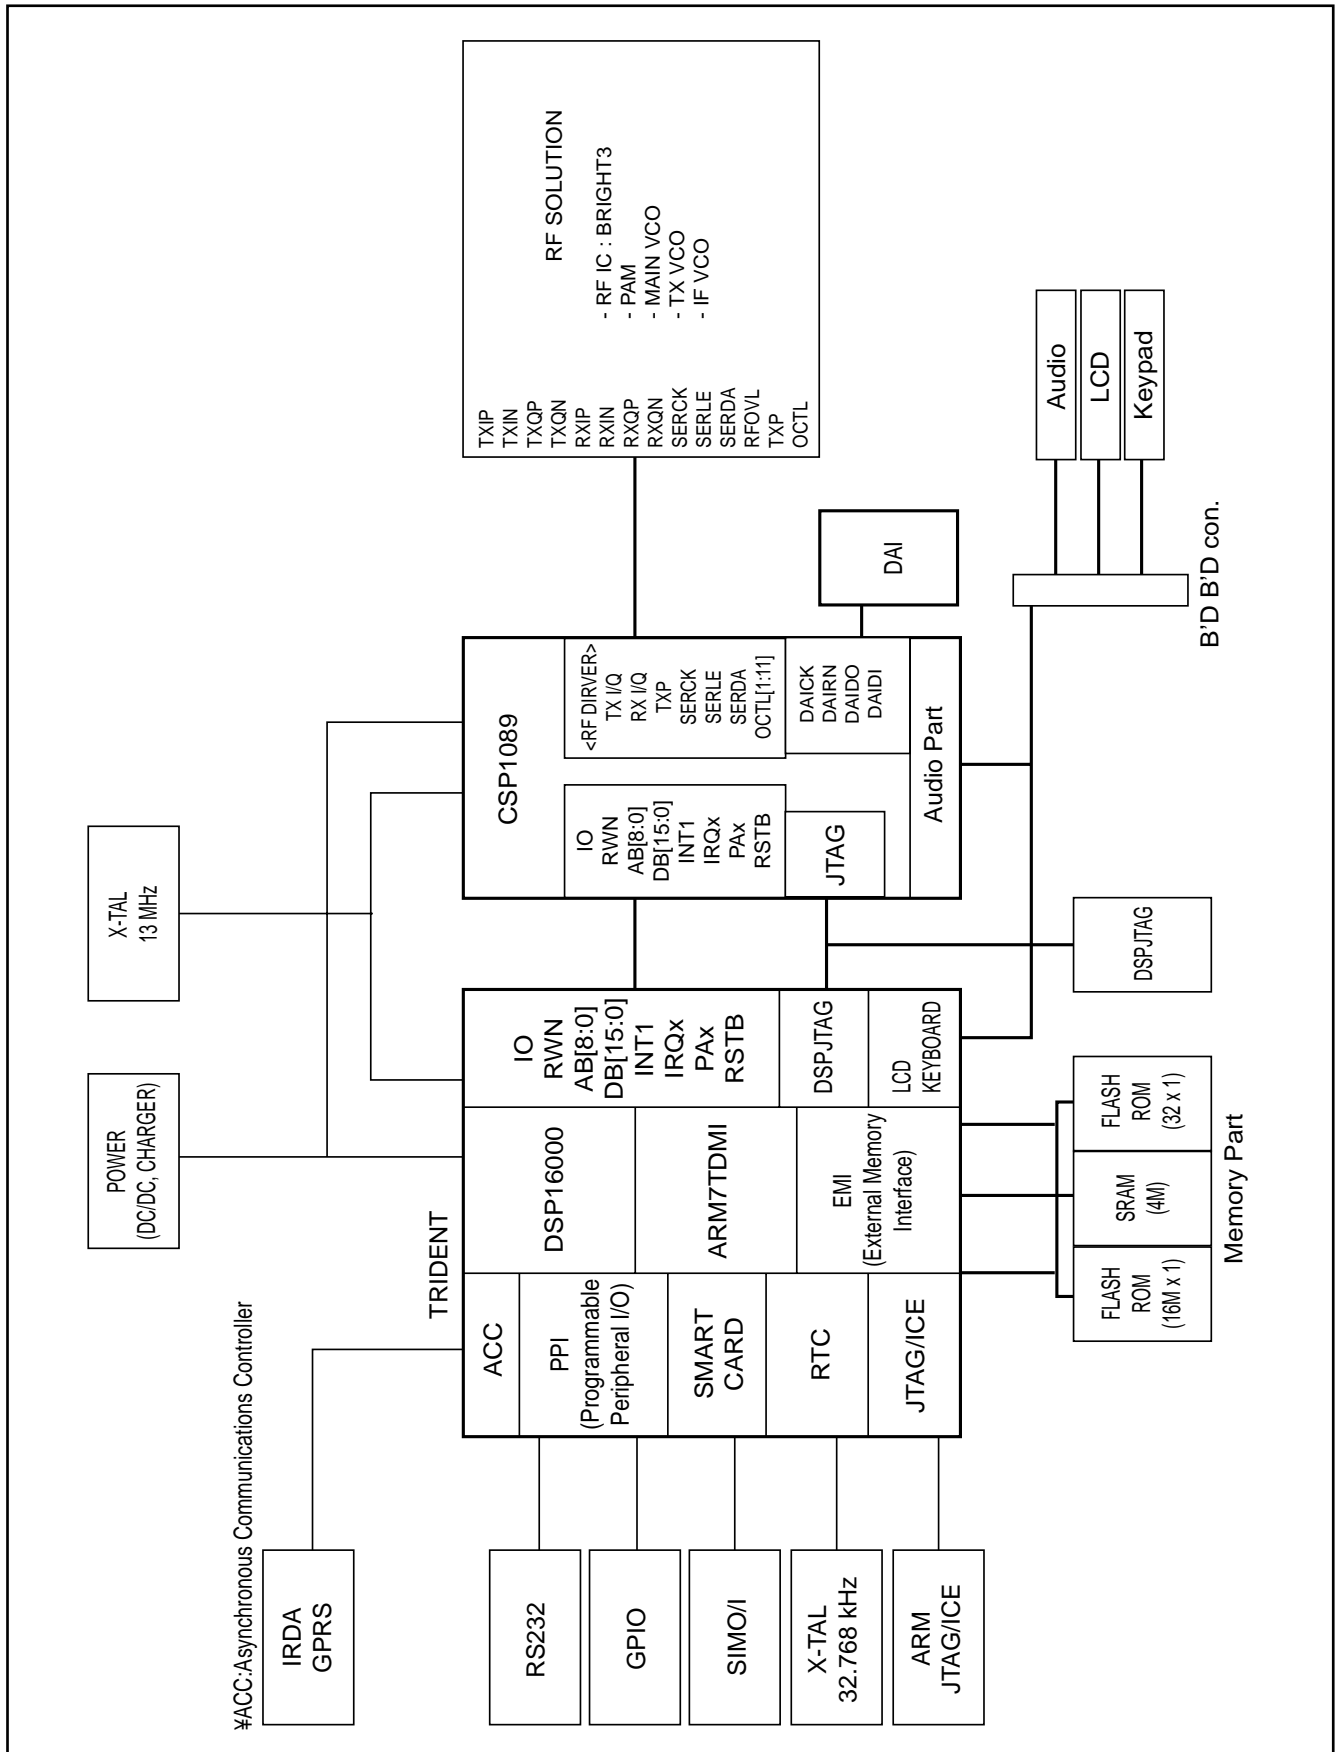 ¥ACC:Asynchronous Communications Controller
IRDA
GPRS
RS232
GPIO
SIMO/I
X-TAL
32.768 kHz
ARM
JTAG/ICE
POWER
(DC/DC, CHARGER)
X-TAL
13 MHz
TRIDENT
ACC
PPI
(Programmable
Peripheral I/O)
SMART
CARD
RTC
JTAG/ICE
DSP16000
ARM7TDMI
EMI
(External Memory
Interface)
IO
RWN
AB[8:0]
DB[15:0]
INT1
IRQx
PAx
RSTB
DSPJTAG
LCD
KEYBOARD
CSP1089
IO
RWN
AB[8:0]
DB[15:0]
INT1
IRQx
PAx
RSTB
JTAG
<RF DIRVER>
TX I/Q
RX I/Q
TXP
SERCK
SERLE
SERDA
OCTL[1:11]
DAICK
DAIRN
DAIDO
DAIDI
Audio Part
TXIP
TXIN
TXQP
TXQN
RXIP
RXIN
RXQP
RXQN
SERCK
SERLE
SERDA
RFOVL
TXP
OCTL
RF SOLUTION
- RF IC : BRIGHT3
- PAM
- MAIN VCO
- TX VCO
- IF VCO
DAI
FLASH
ROM
(16M x 1)
SRAM
(4M)
FLASH
ROM
(32 x 1)
Memory Part
DSPJTAG
B'D B'D con.
Audio
LCD
Keypad